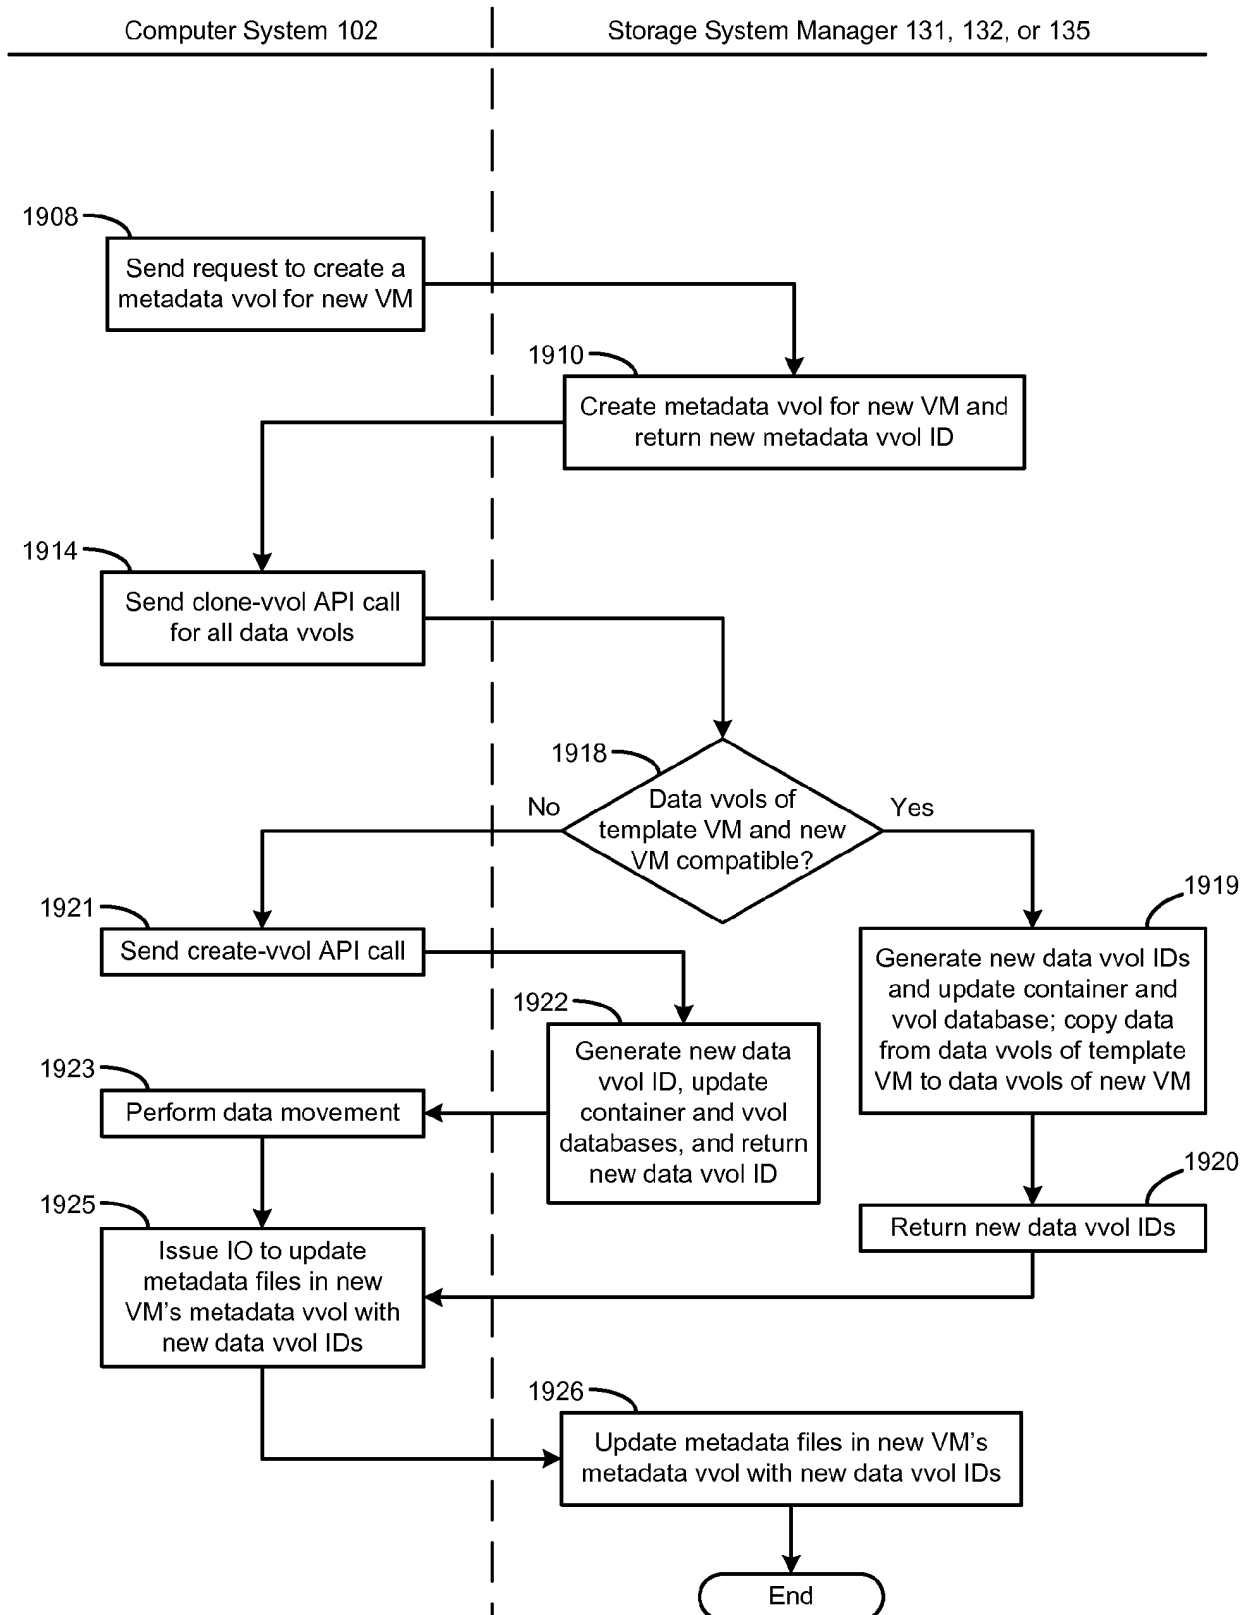 Computer System 102
Storage System Manager 131, 132, or 135
1908
Send request to create a
metadata vvol for new VM
1910
Create metadata vvol for new VM and
return new metadata vvol ID
1914
Send clone-vvol API call
for all data vvols
1918
Data vvols of
template VM and new
VM compatible?
No
Yes
1921
Send create-vvol API call
1919
Generate new data vvol IDs
and update container and
vvol database; copy data
from data vvols of template
VM to data vvols of new VM
1922
Generate new data
vvol ID, update
container and vvol
databases, and return
new data vvol ID
1923
Perform data movement
1920
Return new data vvol IDs
1925
Issue IO to update
metadata files in new
VM's metadata vvol with
new data vvol IDs
1926
Update metadata files in new VM's
metadata vvol with new data vvol IDs
End